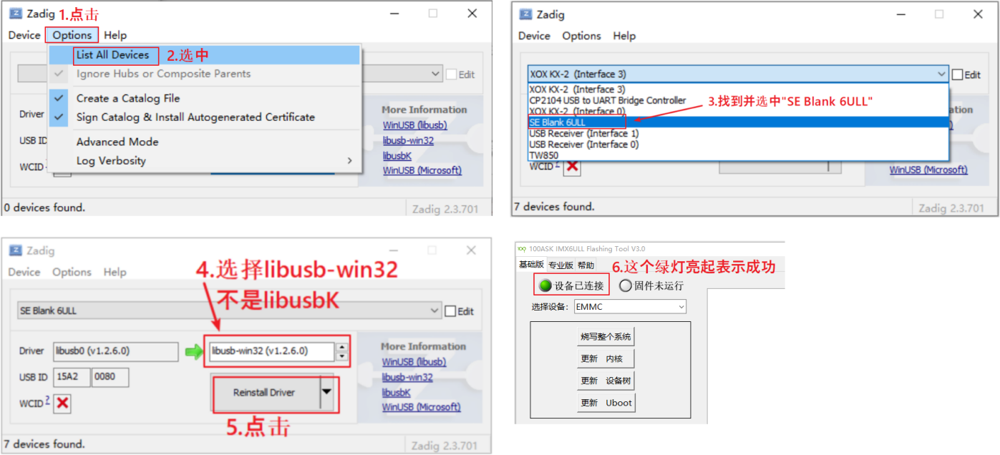 Zadig
1.点击
Device Options Help
List All Devices
2.选中
Ignore Hubs or Composite Parents
Edit
Create a Catalog File
Sign Catalog & Install Autogenerated Certificate
Advanced Mode
Log Verbosity
Driver
USB ID
WCID
More Information
WinUSB (libusb)
libusb-win32
libusbK
WinUSB (Microsoft)
0 devices found.
Zadig 2.3.701
Zadig
Device Options Help
XOX KX-2 (Interface 3)
Edit
XOX KX-2 (Interface 3)
CP2104 USB to UART Bridge Controller
XOX KX-2 (Interface 0)
SE Blank 6ULL
USB Receiver (Interface 1)
USB Receiver (Interface 0)
TW850
3.找到并选中"SE Blank 6ULL"
WCID ?
ation
WinUSB (Microsoft)
7 devices found.
Zadig 2.3.701
Zadig
Device Options Help
4.选择libusb-win32
不是libusbK
SE Blank 6ULL
Edit
Driver libusb0 (v1.2.6.0) libusb-win32 (v1.2.6.0)
USB ID 15A2 0080
WCID ?
Reinstall Driver
5.点击
More Information
WinUSB (libusb)
libusb-win32
libusbK
WinUSB (Microsoft)
7 devices found.
Zadig 2.3.701
100ASK IMX6ULL Flashing Tool V3.0
基础版 专业版 帮助
6.这个绿灯亮起表示成功
设备已连接 固件未运行
选择设备: EMMC
烧写整个系统
更新 内核
更新 设备树
更新 Uboot